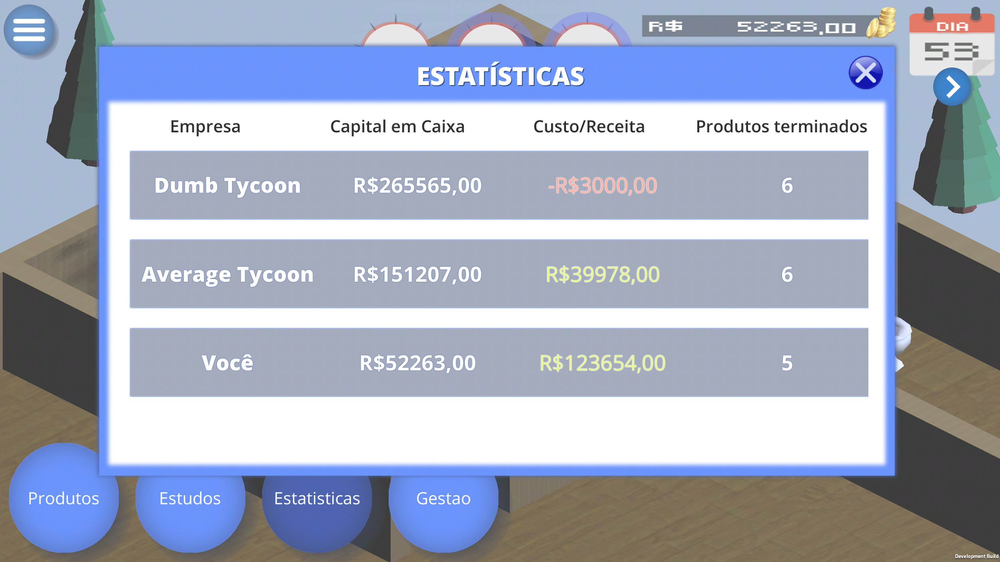 R$ 52263,00
DIA
53
ESTATÍSTICAS
Empresa Capital em Caixa Custo/Receita Produtos terminados
Dumb Tycoon R$265565,00 -R$3000,00 6
Average Tycoon R$151207,00 R$39978,00 6
Você R$52263,00 R$123654,00 5
Produtos Estudos Estatisticas Gestao
Development Build